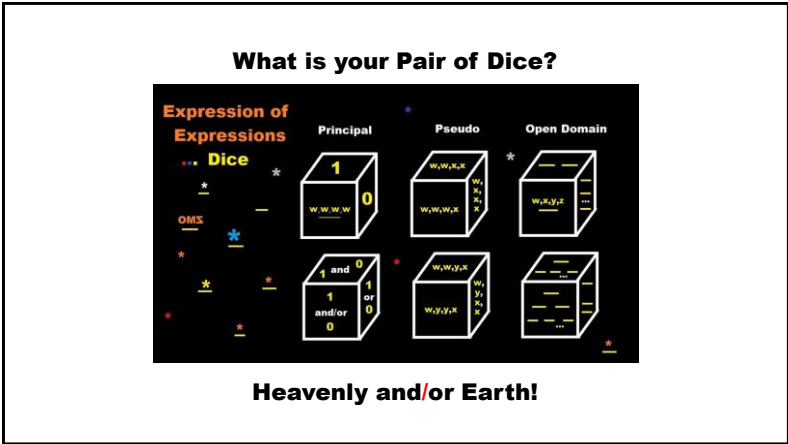 What is your Pair of Dice?
Expression of
Expressions
... Dice
Principal
Pseudo
Open Domain
*
*
*
*
1
0
w,w,w,w
w,w,x,x
w,w,w,x
w,
x,
x,
x
— —
w,x,y,z
...
OMS
*
*
*
*
*
*
*
1 and 0
1
and/or
0
1
or
0
w,w,y,x
w,y,y,x
w,
y,
x,
x
...
...
*
Heavenly and/or Earth!